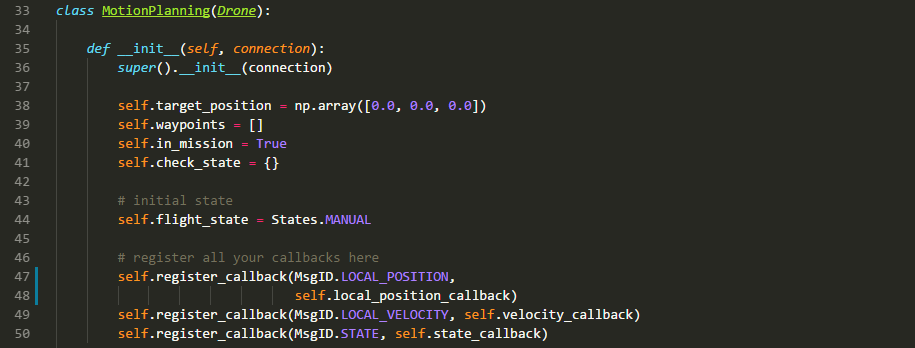 33 class MotionPlanning(Drone):
34
35     def __init__(self, connection):
36         super().__init__(connection)
37
38         self.target_position = np.array([0.0, 0.0, 0.0])
39         self.waypoints = []
40         self.in_mission = True
41         self.check_state = {}
42
43         # initial state
44         self.flight_state = States.MANUAL
45
46         # register all your callbacks here
47         self.register_callback(MsgID.LOCAL_POSITION,
48                                self.local_position_callback)
49         self.register_callback(MsgID.LOCAL_VELOCITY, self.velocity_callback)
50         self.register_callback(MsgID.STATE, self.state_callback)